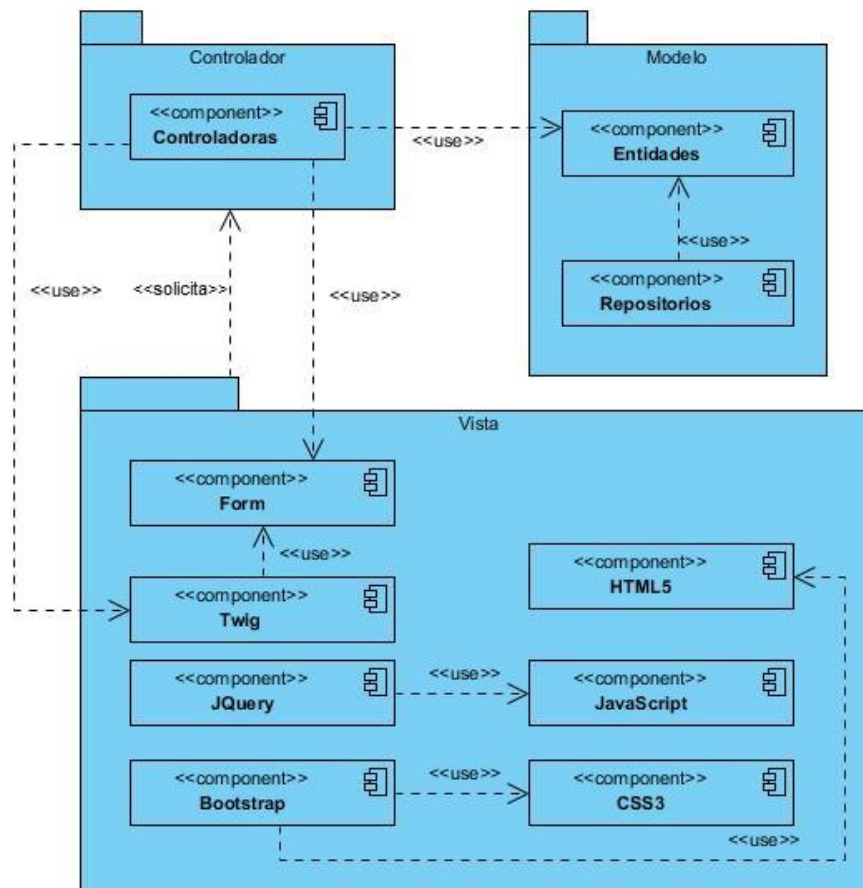 Controlador
<<component>>
Controladoras
<<use>>
Modelo
<<component>>
Entidades
<<use>>
<<component>>
Repositorios
<<use>>
<<solicita>>
<<use>>
Vista
<<component>>
Form
<<use>>
<<component>>
Twig
<<component>>
HTML5
<<component>>
JQuery
<<use>>
<<component>>
JavaScript
<<component>>
Bootstrap
<<use>>
<<component>>
CSS3
<<use>>